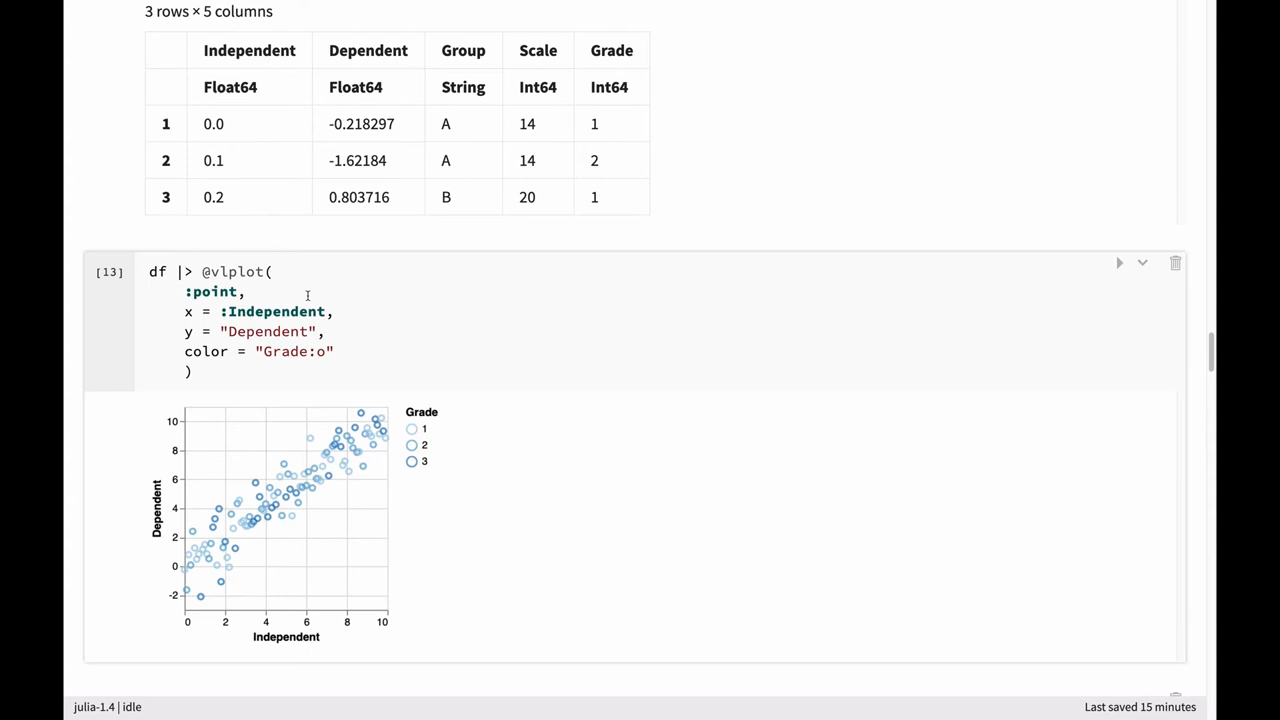 3 rows × 5 columns
Independent Dependent Group Scale Grade
Float64 Float64 String Int64 Int64
1 0.0 -0.218297 A 14 1
2 0.1 -1.62184 A 14 2
3 0.2 0.803716 B 20 1
[13] df |> @vlplot(
:point,
x = :Independent,
y = "Dependent",
color = "Grade:o"
)
Grade
1
2
3
10
8
6
4
2
0
-2
Dependent
0 2 4 6 8 10
Independent
julia-1.4 | idle Last saved 15 minutes